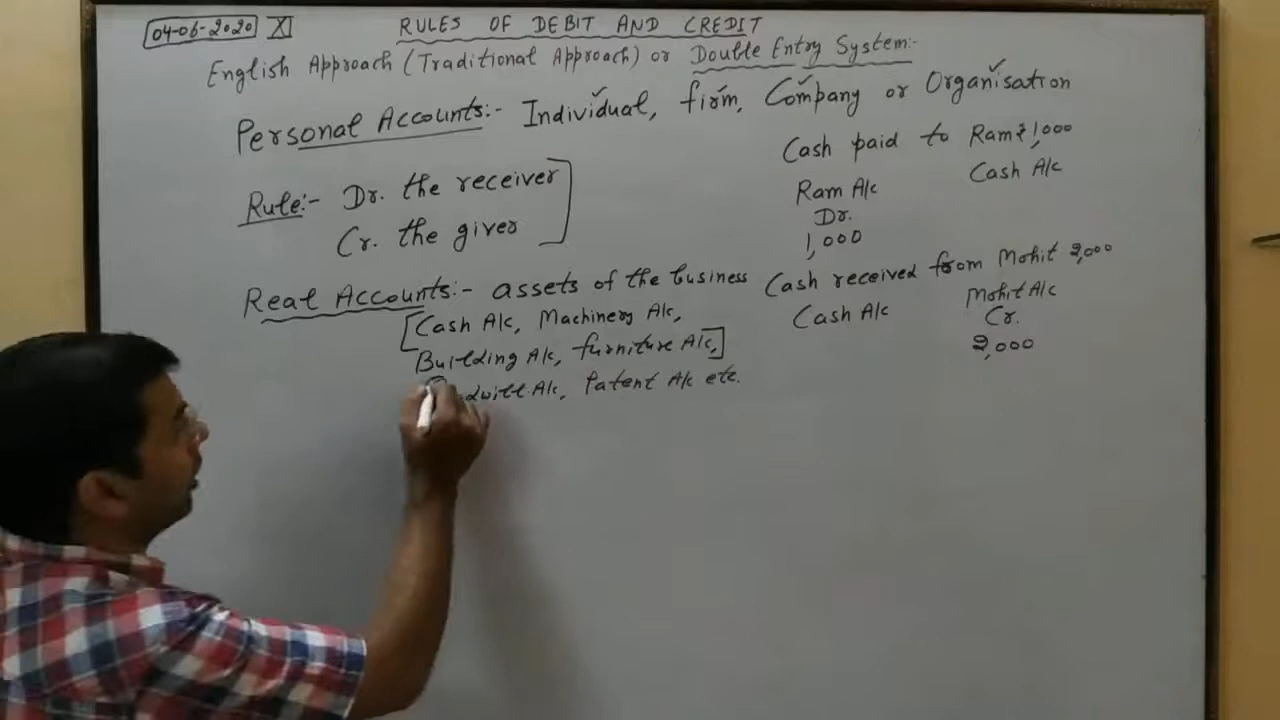 04-06-2020 XI RULES OF DEBIT AND CREDIT
English Approach (Traditional Approach) or Double Entry System:-
Personal Accounts:- Individual, firm, Company or Organisation
Rule:- Dr. the receiver
Cr. the giver
Cash paid to Ram ₹1,000
Ram A/c Cash A/c
Dr.
1,000
Real Accounts:- assets of the business
[Cash A/c, Machinery A/c,
Building A/c, furniture A/c,]
A/c, Patent A/c etc.
Cash received from Mohit 2,000
Cash A/c Mohit A/c
Cr.
2,000